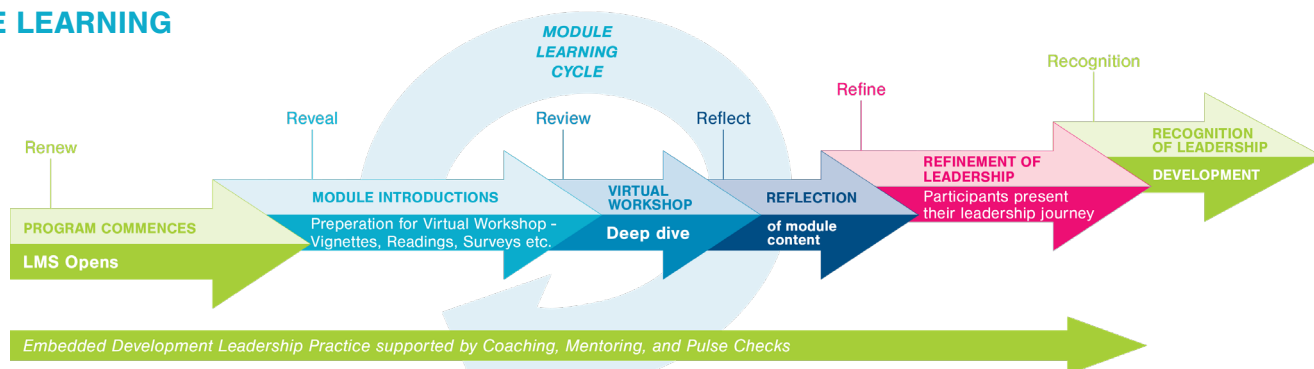 E LEARNING
MODULE
LEARNING
CYCLE
Renew
Reveal
Review
Reflect
Refine
Recognition
PROGRAM COMMENCES
LMS Opens
MODULE INTRODUCTIONS
Preparation for Virtual Workshop -
Vignettes, Readings, Surveys etc.
VIRTUAL
WORKSHOP
Deep dive
REFLECTION
of module
content
REFINEMENT OF
LEADERSHIP
Participants present
their leadership journey
RECOGNITION
OF LEADERSHIP
DEVELOPMENT
Embedded Development Leadership Practice supported by Coaching, Mentoring, and Pulse Checks